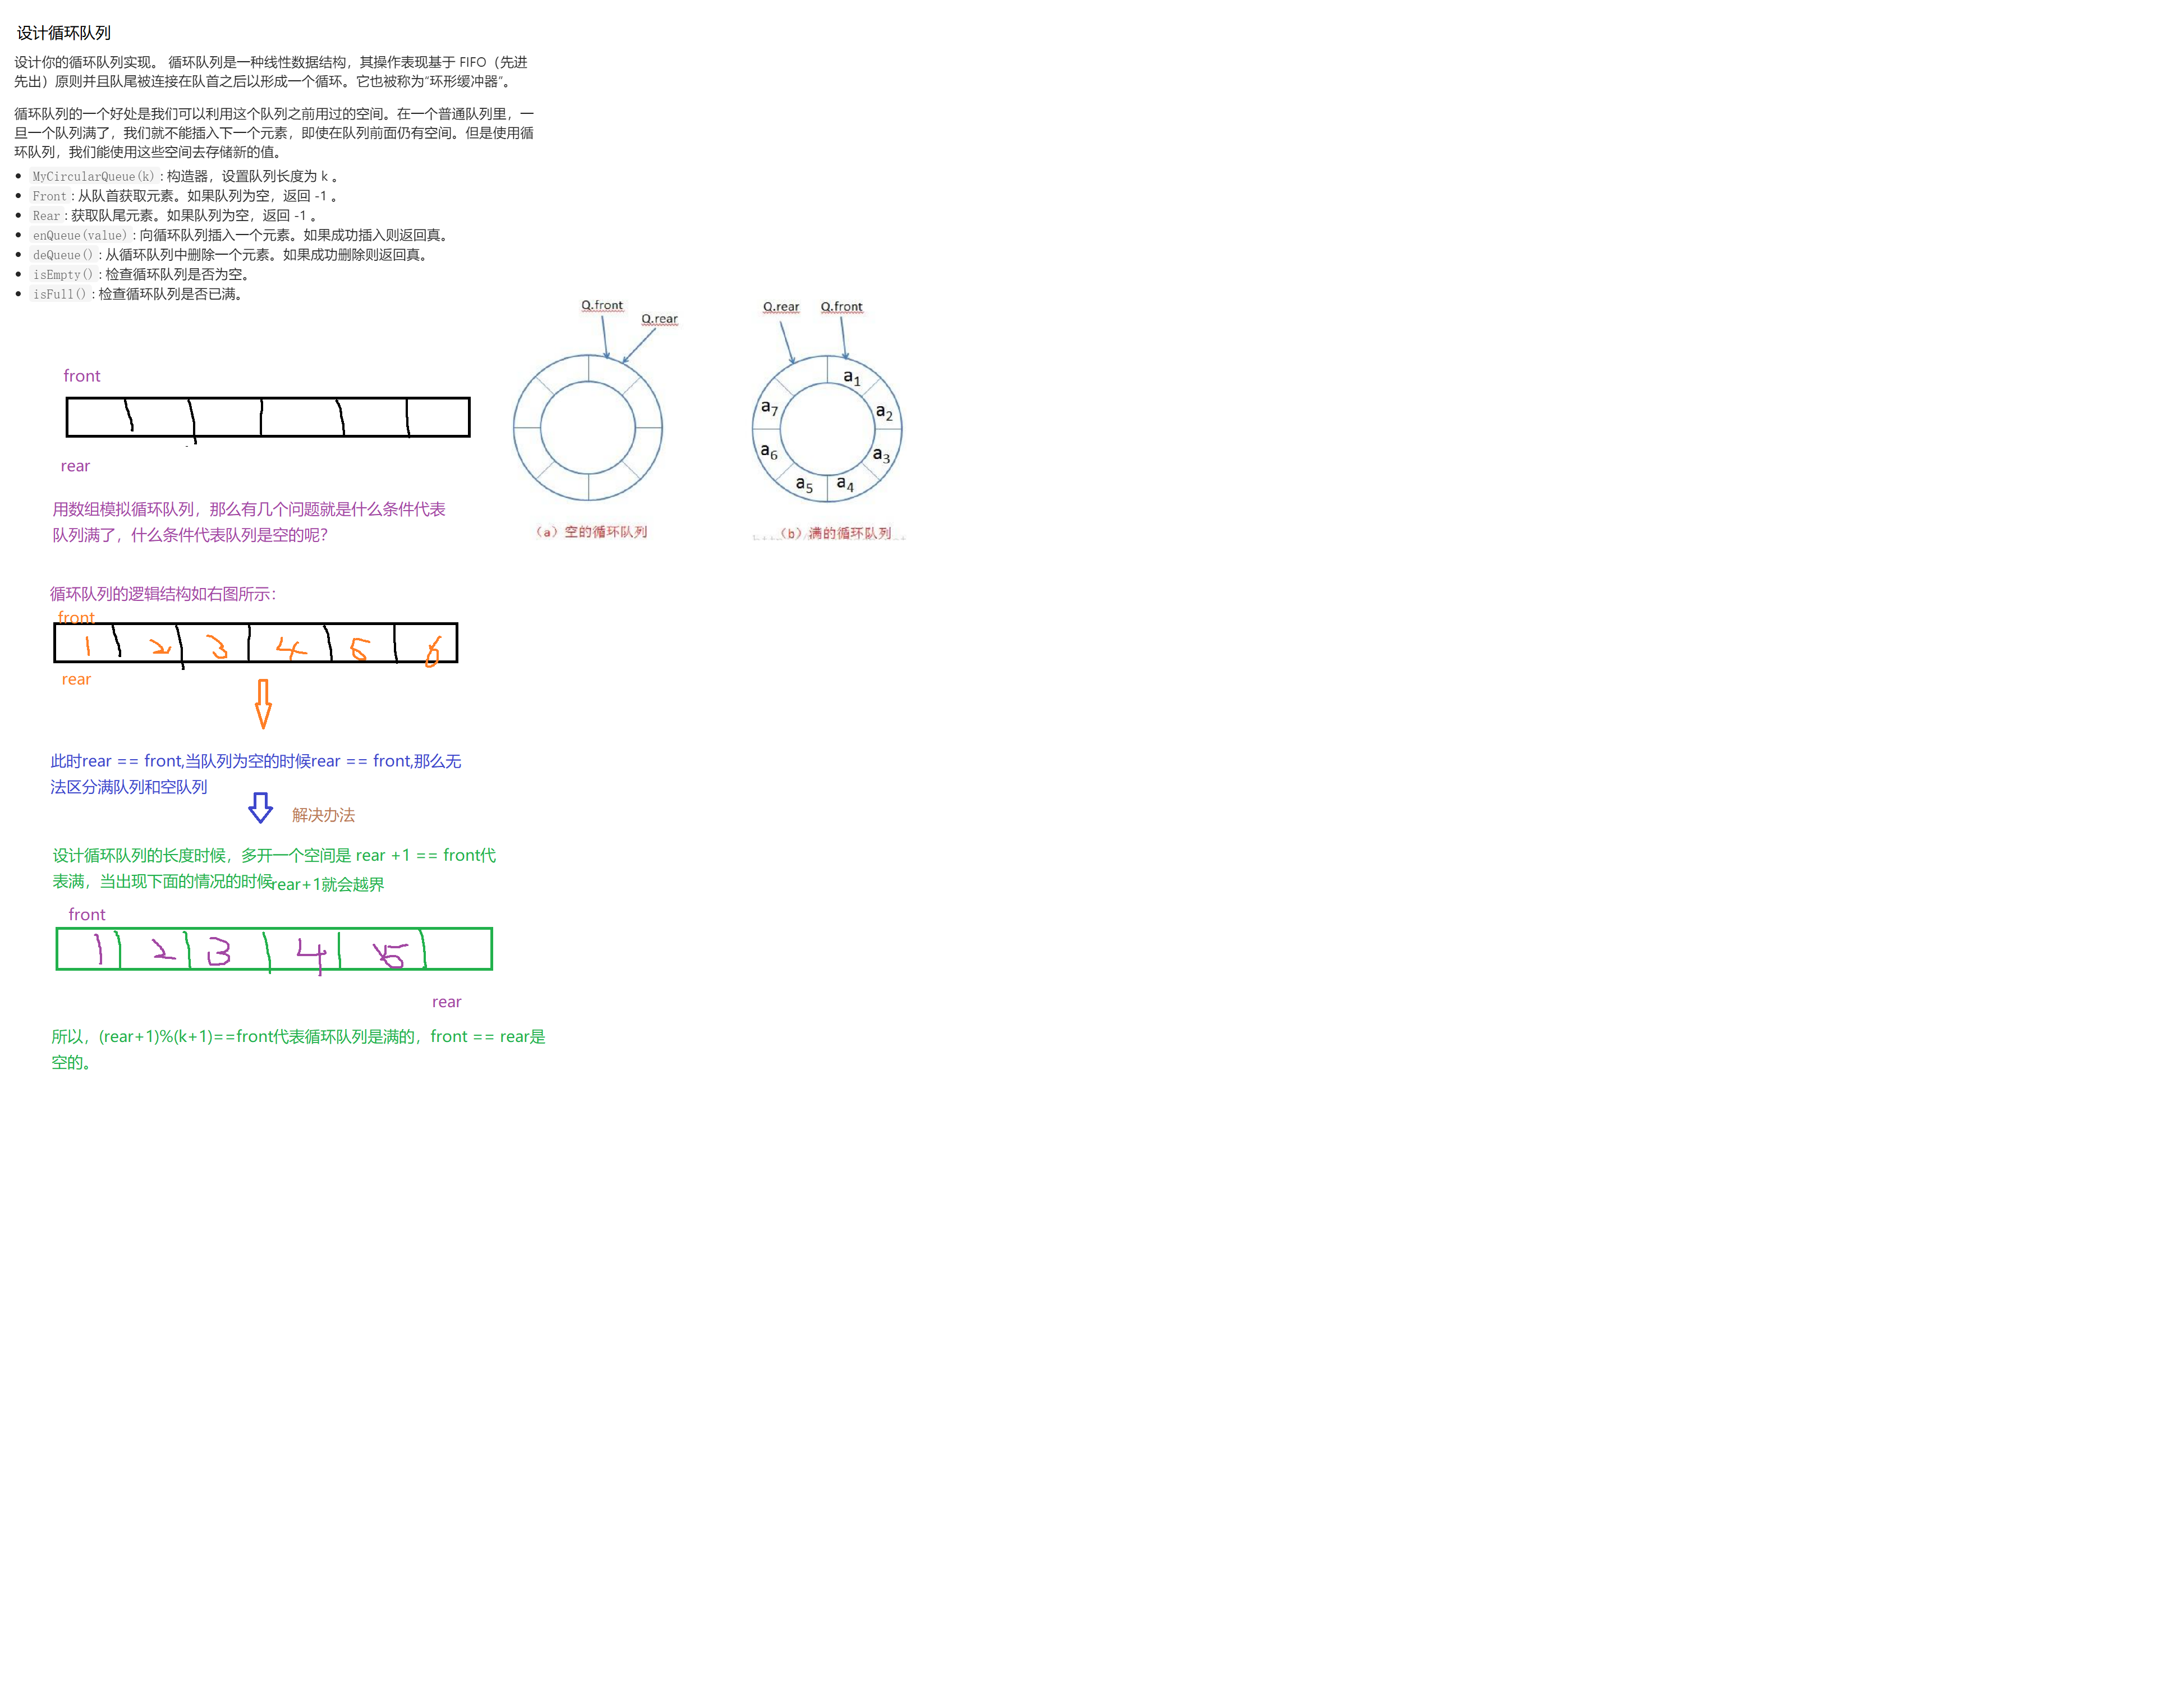 设计循环队列
设计你的循环队列实现。 循环队列是一种线性数据结构，其操作表现基于 FIFO（先进
先出）原则并且队尾被连接在队首之后以形成一个循环。它也被称为“环形缓冲器”。
循环队列的一个好处是我们可以利用这个队列之前用过的空间。在一个普通队列里，一
旦一个队列满了，我们就不能插入下一个元素，即使在队列前面仍有空间。但是使用循
环队列，我们能使用这些空间去存储新的值。
• MyCircularQueue(k): 构造器，设置队列长度为 k 。
• Front: 从队首获取元素。如果队列为空，返回 -1 。
• Rear: 获取队尾元素。如果队列为空，返回 -1 。
• enQueue(value): 向循环队列插入一个元素。如果成功插入则返回真。
• deQueue(): 从循环队列中删除一个元素。如果成功删除则返回真。
• isEmpty(): 检查循环队列是否为空。
• isFull(): 检查循环队列是否已满。
Q.front
Q.rear
Q.rear
Q.front
a1
a2
a3
a4
a5
a6
a7
（a）空的循环队列
（b）满的循环队列
front
rear
用数组模拟循环队列，那么有几个问题就是什么条件代表
队列满了，什么条件代表队列是空的呢？
循环队列的逻辑结构如右图所示：
front
1 2 3 4 5 6
rear
此时rear == front,当队列为空的时候rear == front,那么无
法区分满队列和空队列
解决办法
设计循环队列的长度时候，多开一个空间是 rear +1 == front代
表满，当出现下面的情况的时候rear+1就会越界
front
1 2 3 4 5
rear
所以，(rear+1)%(k+1)==front代表循环队列是满的，front == rear是
空的。